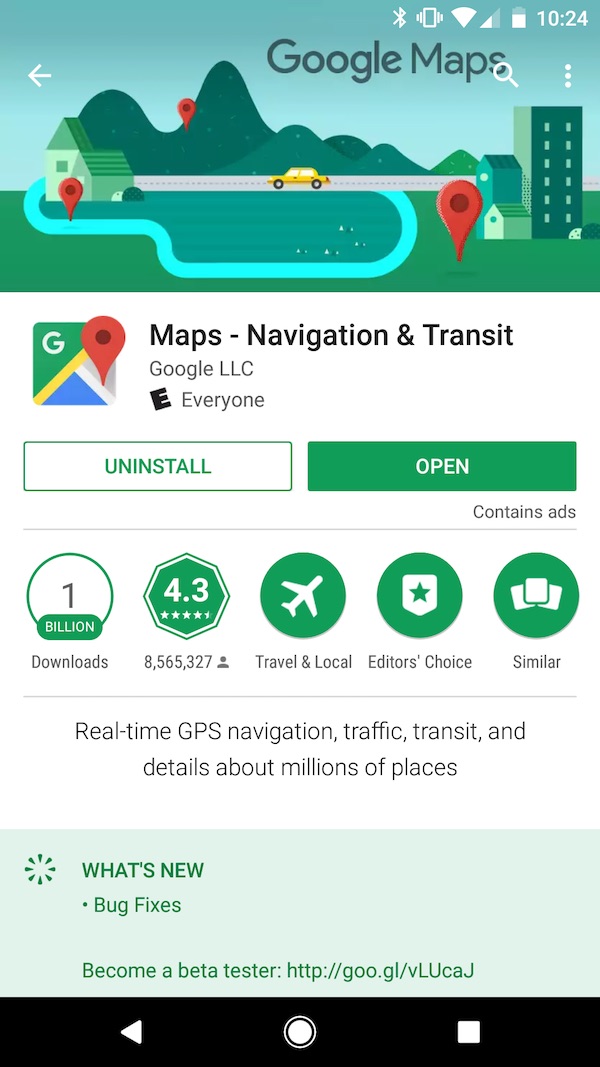 10:24
Google Maps
G
Maps - Navigation & Transit
Google LLC
E Everyone
UNINSTALL
OPEN
Contains ads
1
BILLION
4.3
Downloads
8,565,327
Travel & Local
Editors' Choice
Similar
Real-time GPS navigation, traffic, transit, and
details about millions of places
WHAT'S NEW
• Bug Fixes
Become a beta tester: http://goo.gl/vLUcaJ